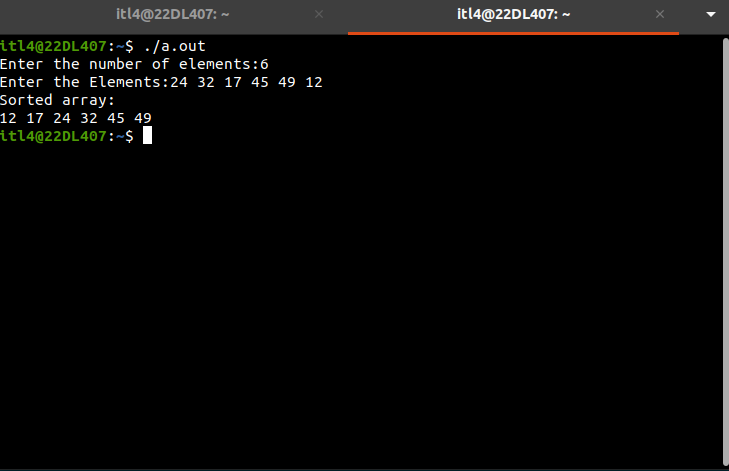 itl4@22DL407: ~ × itl4@22DL407: ~ ×
itl4@22DL407:~$ ./a.out
Enter the number of elements:6
Enter the Elements:24 32 17 45 49 12
Sorted array:
12 17 24 32 45 49
itl4@22DL407:~$